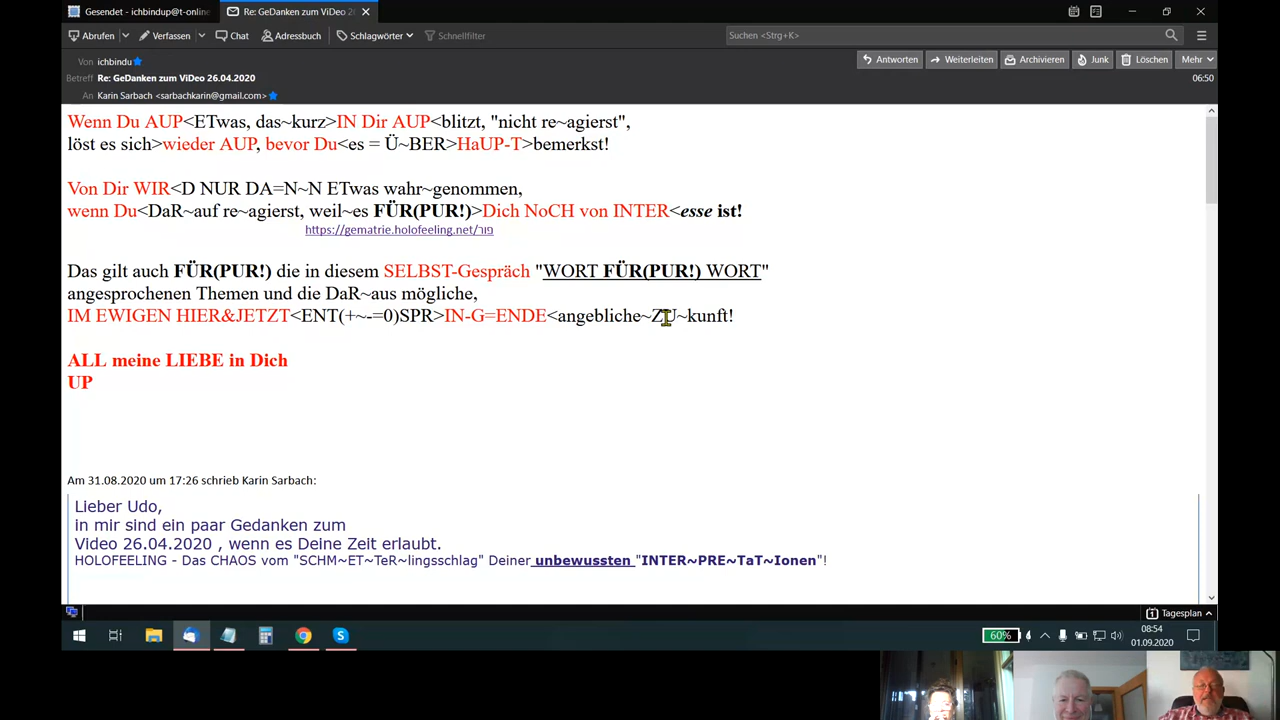 Gesendet - ichbindup@t-online
Re: GeDanken zum ViDeo 2
Abrufen
Verfassen
Chat
Adressbuch
Schlagwörter
Schnellfilter
Suchen <Strg+K>
Von ichbindu
Antworten
Weiterleiten
Archivieren
Junk
Löschen
Mehr
Betreff Re: GeDanken zum ViDeo 26.04.2020
06:50
An Karin Sarbach <sarbachkarin@gmail.com>
Wenn Du AUP<ETwas, das~kurz>IN Dir AUP<blitzt, "nicht re~agierst",
löst es sich>wieder AUP, bevor Du<es = Ü~BER>HaUP-T>bemerkst!
Von Dir WIR<D NUR DA=N~N ETwas wahr~genommen,
wenn Du<DaR~auf re~agierst, weil~es FÜR(PUR!)>Dich NoCH von INTER<esse ist!
https://gematrie.holofeeling.net/פור
Das gilt auch FÜR(PUR!) die in diesem SELBST-Gespräch "WORT FÜR(PUR!) WORT"
angesprochenen Themen und die DaR~aus mögliche,
IM EWIGEN HIER&JETZT<ENT(+~-=0)SPR>IN-G=ENDE<angebliche~ZU~kunft!
ALL meine LIEBE in Dich
UP
Am 31.08.2020 um 17:26 schrieb Karin Sarbach:
Lieber Udo,
in mir sind ein paar Gedanken zum
Video 26.04.2020 , wenn es Deine Zeit erlaubt.
HOLOFEELING - Das CHAOS vom "SCHM~ET~TeR~lingsschlag" Deiner unbewussten "INTER~PRE~TaT~Ionen"!
Tagesplan
60%
08:54
01.09.2020